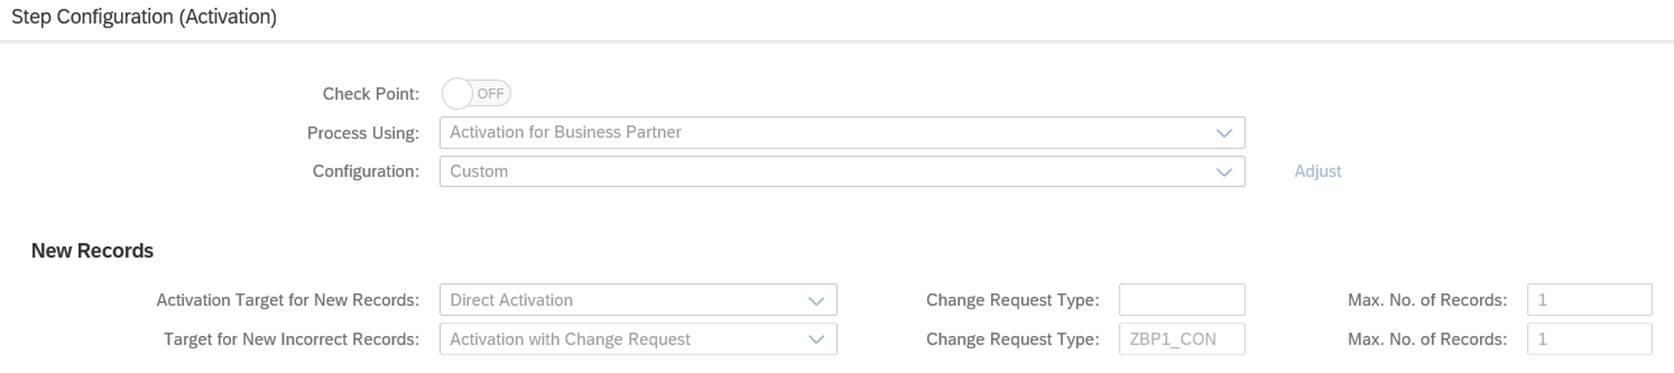 Step Configuration (Activation)
Check Point: OFF
Process Using: Activation for Business Partner
Configuration: Custom Adjust
New Records
Activation Target for New Records: Direct Activation Change Request Type: Max. No. of Records: 1
Target for New Incorrect Records: Activation with Change Request Change Request Type: ZBP1_CON Max. No. of Records: 1